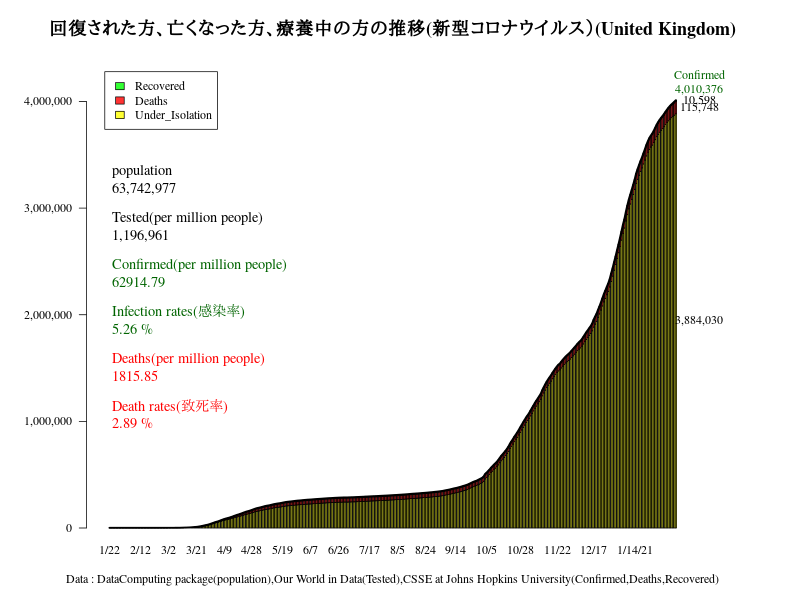 回復された方、亡くなった方、療養中の方の推移(新型コロナウイルス)(United Kingdom)
Confirmed
4,010,376
10,598
115,748
3,884,030
Recovered
Deaths
Under_Isolation
population
63,742,977
Tested(per million people)
1,196,961
Confirmed(per million people)
62914.79
Infection rates(感染率)
5.26 %
Deaths(per million people)
1815.85
Death rates(致死率)
2.89 %
4,000,000
3,000,000
2,000,000
1,000,000
0
1/22 2/12 3/2 3/21 4/9 4/28 5/19 6/7 6/26 7/17 8/5 8/24 9/14 10/5 10/28 11/22 12/17 1/14/21
Data : DataComputing package(population),Our World in Data(Tested),CSSE at Johns Hopkins University(Confirmed,Deaths,Recovered)